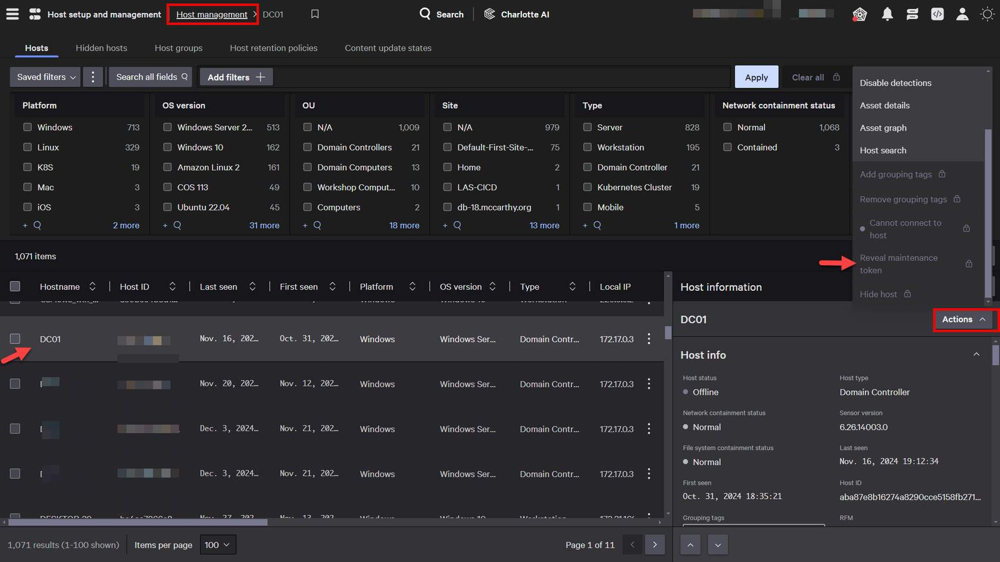 Host setup and management
Host management > DC01
Search
Charlotte AI
Hosts
Hidden hosts
Host groups
Host retention policies
Content update states
Saved filters
Search all fields
Add filters
Apply
Clear all
Platform
Windows 713
Linux 329
K8S 19
Mac 3
iOS 3
+ 2 more
OS version
Windows Server 2... 513
Windows 10 162
Amazon Linux 2 161
COS 113 49
Ubuntu 22.04 45
+ 31 more
OU
N/A 1,009
Domain Controllers 21
Domain Computers 13
Workshop Comput... 10
Computers 2
+ 18 more
Site
N/A 979
Default-First-Site-... 75
Home 2
LAS-CICD 1
db-18.mccarthy.org 1
+ 13 more
Type
Server 828
Workstation 195
Domain Controller 21
Kubernetes Cluster 19
Mobile 5
+ 1 more
Network containment status
Normal 1,068
Contained 3
Disable detections
Asset details
Asset graph
Host search
Add grouping tags
Remove grouping tags
Cannot connect to
host
Reveal maintenance
token
Hide host
Actions
1,071 items
Hostname Host ID Last seen First seen Platform OS version Type Local IP
DC01 Nov. 16, 202... Oct. 31, 202... Windows Windows Ser... Domain Contr... 172.17.0.3
Nov. 20, 202... Nov. 12, 202... Windows Windows Ser... Domain Contr... 172.17.0.3
Dec. 3, 2024... Nov. 21, 202... Windows Windows Ser... Domain Contr... 172.17.0.3
Dec. 3, 2024... Nov. 21, 202... Windows Windows Ser... Domain Contr... 172.17.0.3
1,071 results (1-100 shown)
Items per page 100
Page 1 of 11
Host information
DC01
Host info
Host status
Offline
Host type
Domain Controller
Network containment status
Normal
Sensor version
6.26.14003.0
File system containment status
Normal
Last seen
Nov. 16, 2024 19:12:34
First seen
Oct. 31, 2024 18:35:21
Host ID
aba87e8b16274a8290cce5158fb271...
Grouping tags
RFM